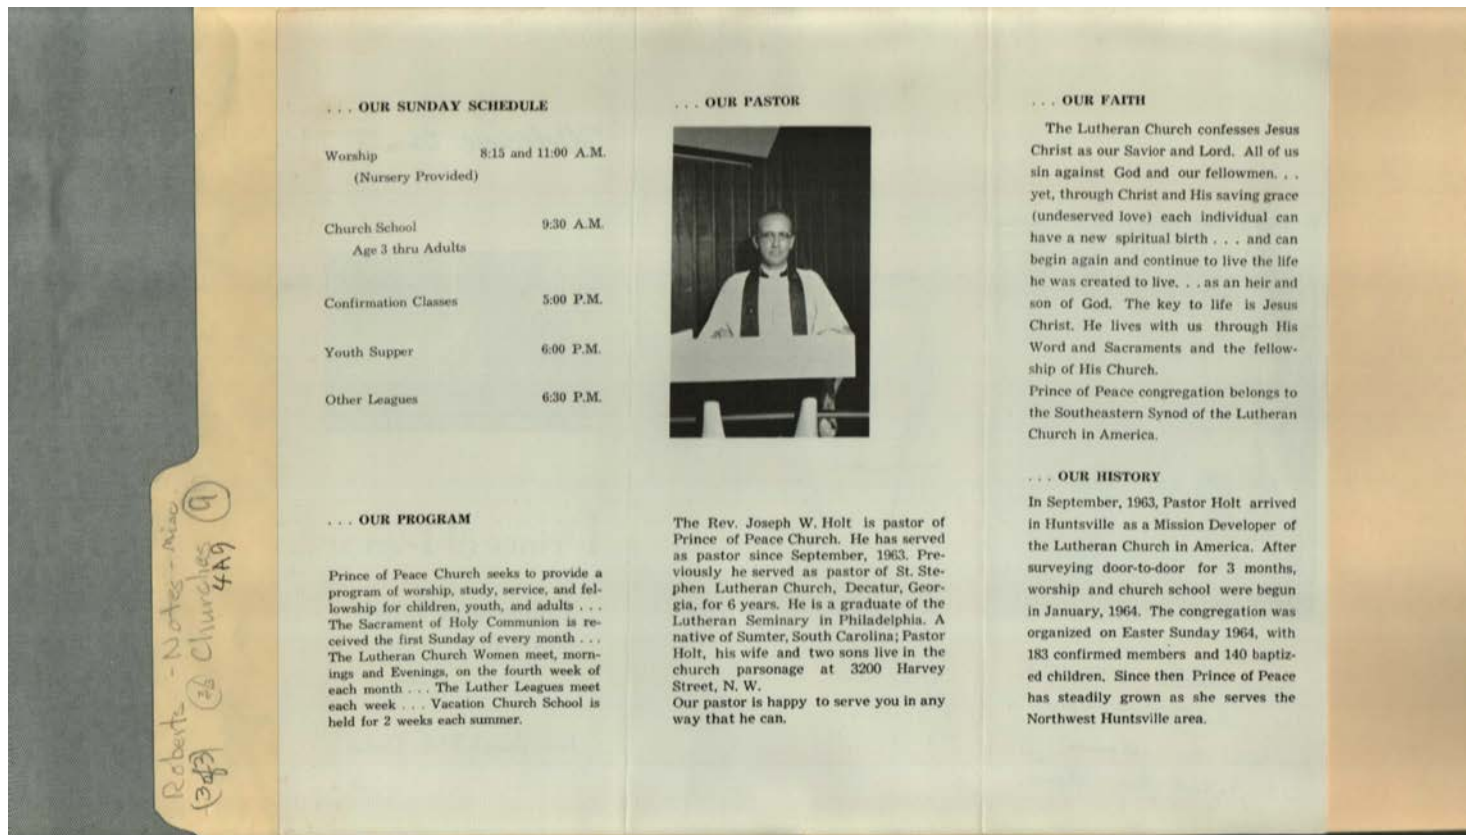 . . . OUR SUNDAY SCHEDULE
Worship 8:15 and 11:00 A.M.
(Nursery Provided)
Church School 9:30 A.M.
Age 3 thru Adults
Confirmation Classes 5:00 P.M.
Youth Supper 6:00 P.M.
Other Leagues 6:30 P.M.
. . . OUR PROGRAM
Prince of Peace Church seeks to provide a
program of worship, study, service, and fel-
lowship for children, youth, and adults . . .
The Sacrament of Holy Communion is re-
ceived the first Sunday of every month . . .
The Lutheran Church Women meet, morn-
ings and Evenings, on the fourth week of
each month . . . The Luther Leagues meet
each week . . . Vacation Church School is
held for 2 weeks each summer.
. . . OUR PASTOR
The Rev. Joseph W. Holt is pastor of
Prince of Peace Church. He has served
as pastor since September, 1963. Pre-
viously he served as pastor of St. Ste-
phen Lutheran Church, Decatur, Geor-
gia, for 6 years. He is a graduate of the
Lutheran Seminary in Philadelphia. A
native of Sumter, South Carolina; Pastor
Holt, his wife and two sons live in the
church parsonage at 3200 Harvey
Street, N. W.
Our pastor is happy to serve you in any
way that he can.
. . . OUR FAITH
The Lutheran Church confesses Jesus
Christ as our Savior and Lord. All of us
sin against God and our fellowmen. . .
yet, through Christ and His saving grace
(undeserved love) each individual can
have a new spiritual birth . . . and can
begin again and continue to live the life
he was created to live. . . as an heir and
son of God. The key to life is Jesus
Christ. He lives with us through His
Word and Sacraments and the fellow-
ship of His Church.
Prince of Peace congregation belongs to
the Southeastern Synod of the Lutheran
Church in America.
. . . OUR HISTORY
In September, 1963, Pastor Holt arrived
in Huntsville as a Mission Developer of
the Lutheran Church in America. After
surveying door-to-door for 3 months,
worship and church school were begun
in January, 1964. The congregation was
organized on Easter Sunday 1964, with
183 confirmed members and 140 baptiz-
ed children. Since then Prince of Peace
has steadily grown as she serves the
Northwest Huntsville area.
Roberts - Notes - misc.
(3 of 3) Churches 9
4A9